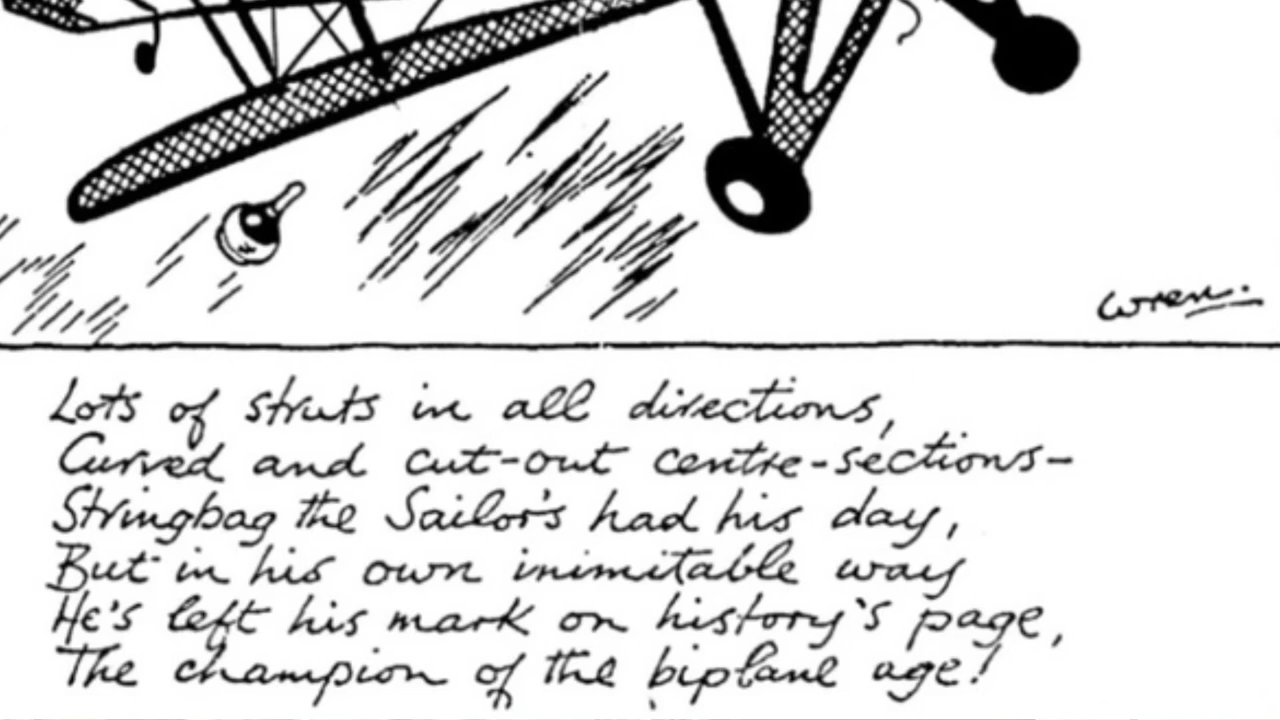 Wren.
Lots of struts in all directions,
Curved and cut-out centre-sections-
Stringbag the Sailor's had his day,
But in his own inimitable way
He's left his mark on history's page,
The champion of the biplane age!